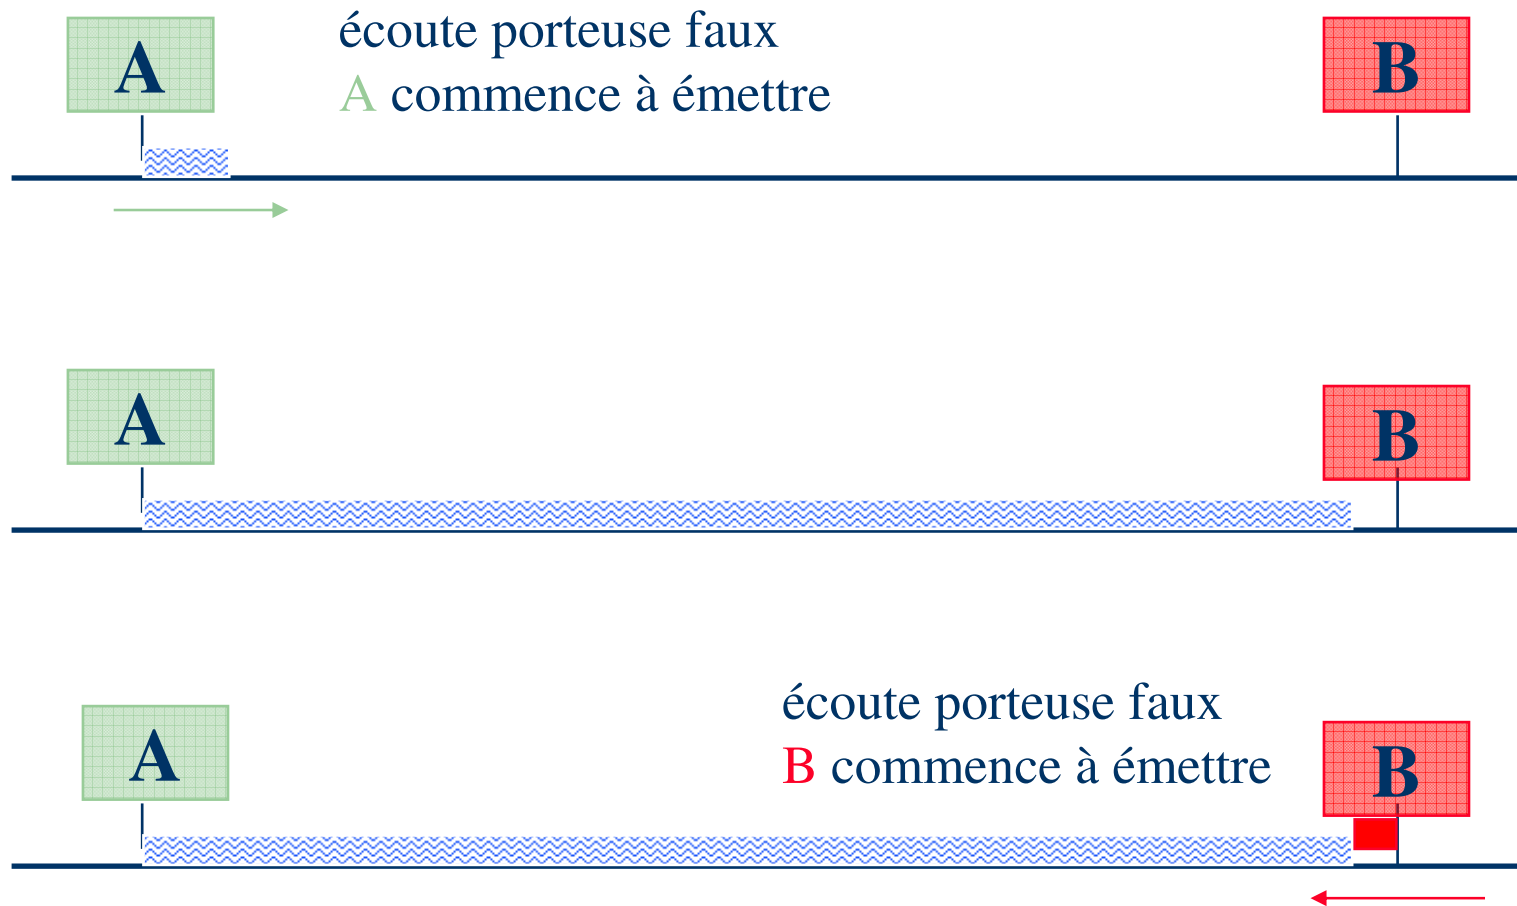 A
écoute porteuse faux
A commence à émettre
B
A
B
écoute porteuse faux
B commence à émettre
A
B